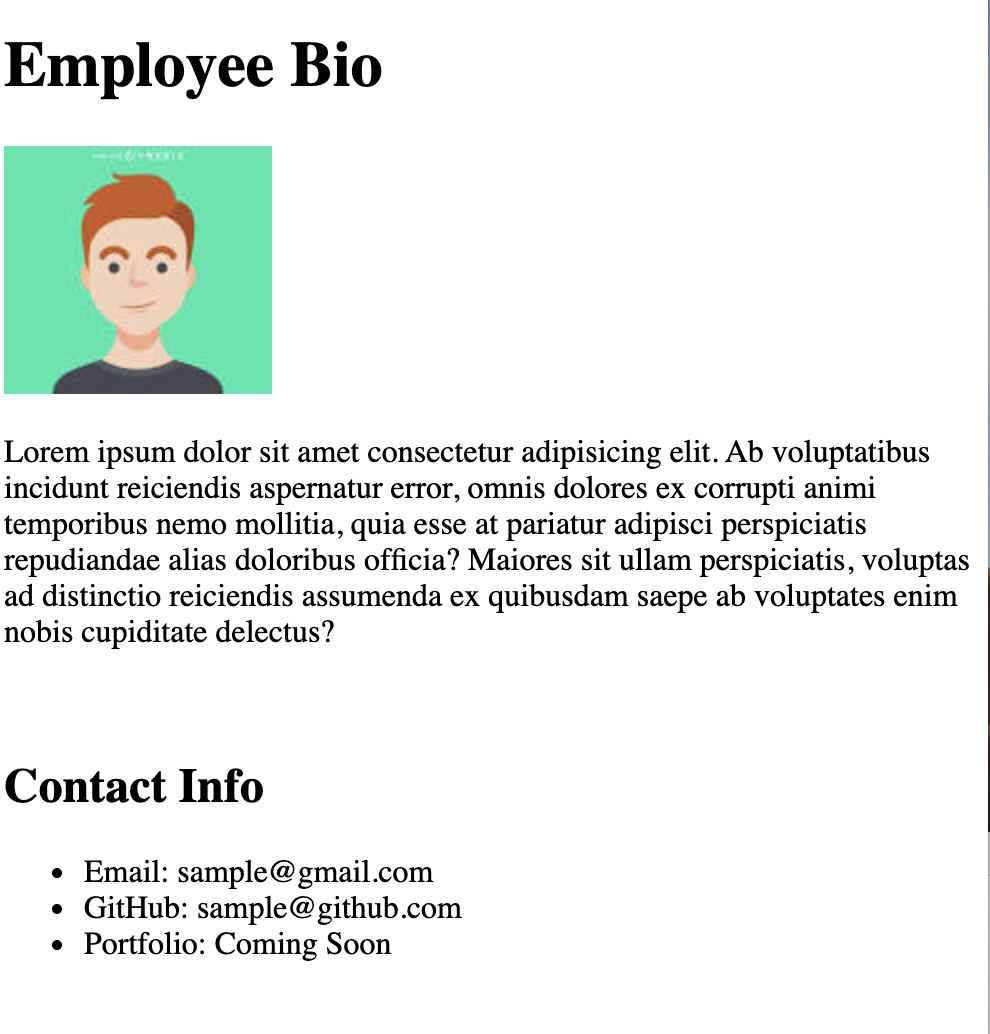 Employee Bio
Lorem ipsum dolor sit amet consectetur adipisicing elit. Ab voluptatibus
incidunt reiciendis aspernatur error, omnis dolores ex corrupti animi
temporibus nemo mollitia, quia esse at pariatur adipisci perspiciatis
repudiandae alias doloribus officia? Maiores sit ullam perspiciatis, voluptas
ad distinctio reiciendis assumenda ex quibusdam saepe ab voluptates enim
nobis cupiditate delectus?
Contact Info
• Email: sample@gmail.com
• GitHub: sample@github.com
• Portfolio: Coming Soon